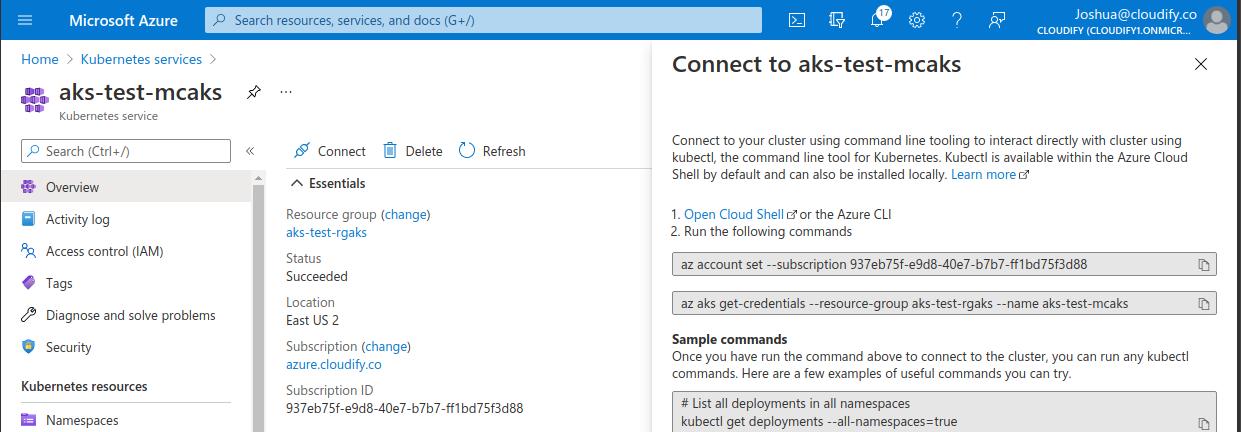 Microsoft Azure
Search resources, services, and docs (G+/)
17
Joshua@cloudify.co
CLOUDIFY (CLOUDIFY1.ONMICR...
Home > Kubernetes services >
aks-test-mcaks
...
Kubernetes service
Search (Ctrl+/)
«
Overview
Activity log
Access control (IAM)
Tags
Diagnose and solve problems
Security
Kubernetes resources
Namespaces
Connect
Delete
Refresh
Essentials
Resource group (change)
aks-test-rgaks
Status
Succeeded
Location
East US 2
Subscription (change)
azure.cloudify.co
Subscription ID
937eb75f-e9d8-40e7-b7b7-ff1bd75f3d88
Connect to aks-test-mcaks
Connect to your cluster using command line tooling to interact directly with cluster using
kubectl, the command line tool for Kubernetes. Kubectl is available within the Azure Cloud
Shell by default and can also be installed locally. Learn more
1. Open Cloud Shell or the Azure CLI
2. Run the following commands
az account set --subscription 937eb75f-e9d8-40e7-b7b7-ff1bd75f3d88
az aks get-credentials --resource-group aks-test-rgaks --name aks-test-mcaks
Sample commands
Once you have run the command above to connect to the cluster, you can run any kubectl
commands. Here are a few examples of useful commands you can try.
# List all deployments in all namespaces
kubectl get deployments --all-namespaces=true